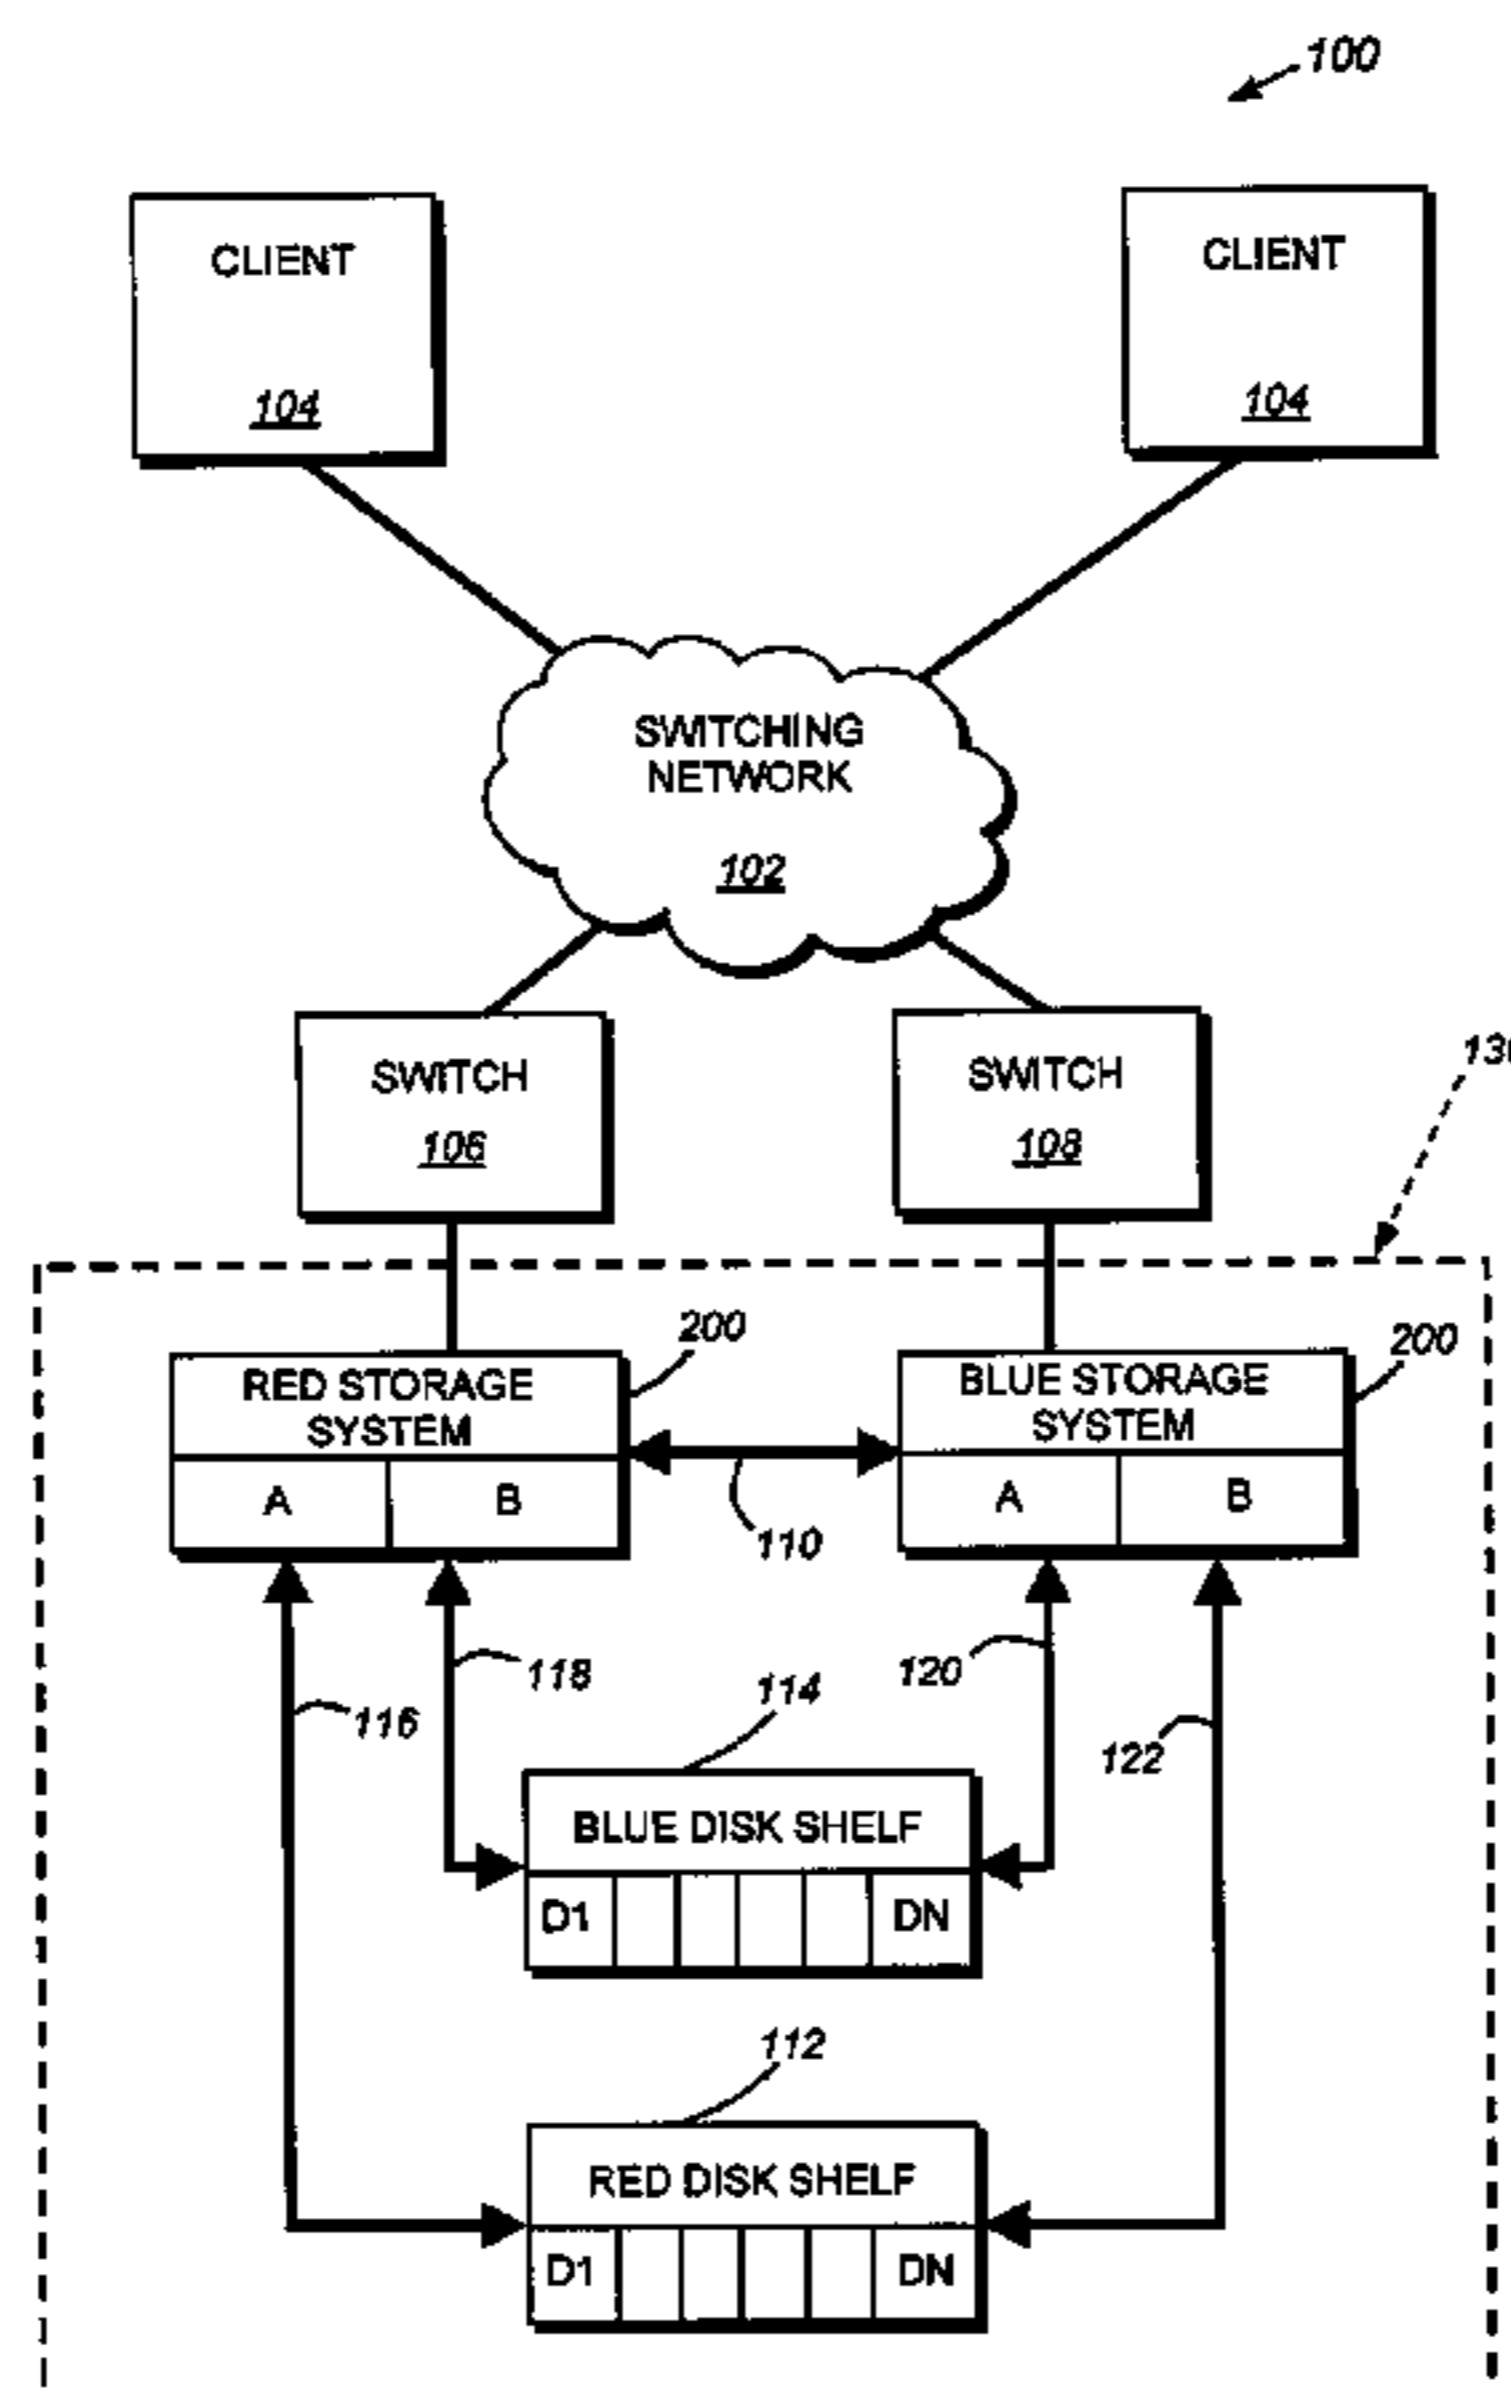 100
CLIENT
104
CLIENT
104
SWITCHING
NETWORK
102
SWITCH
106
SWITCH
108
200
RED STORAGE
SYSTEM
A
B
110
200
BLUE STORAGE
SYSTEM
A
B
116
118
120
122
114
BLUE DISK SHELF
D1
DN
112
RED DISK SHELF
D1
DN